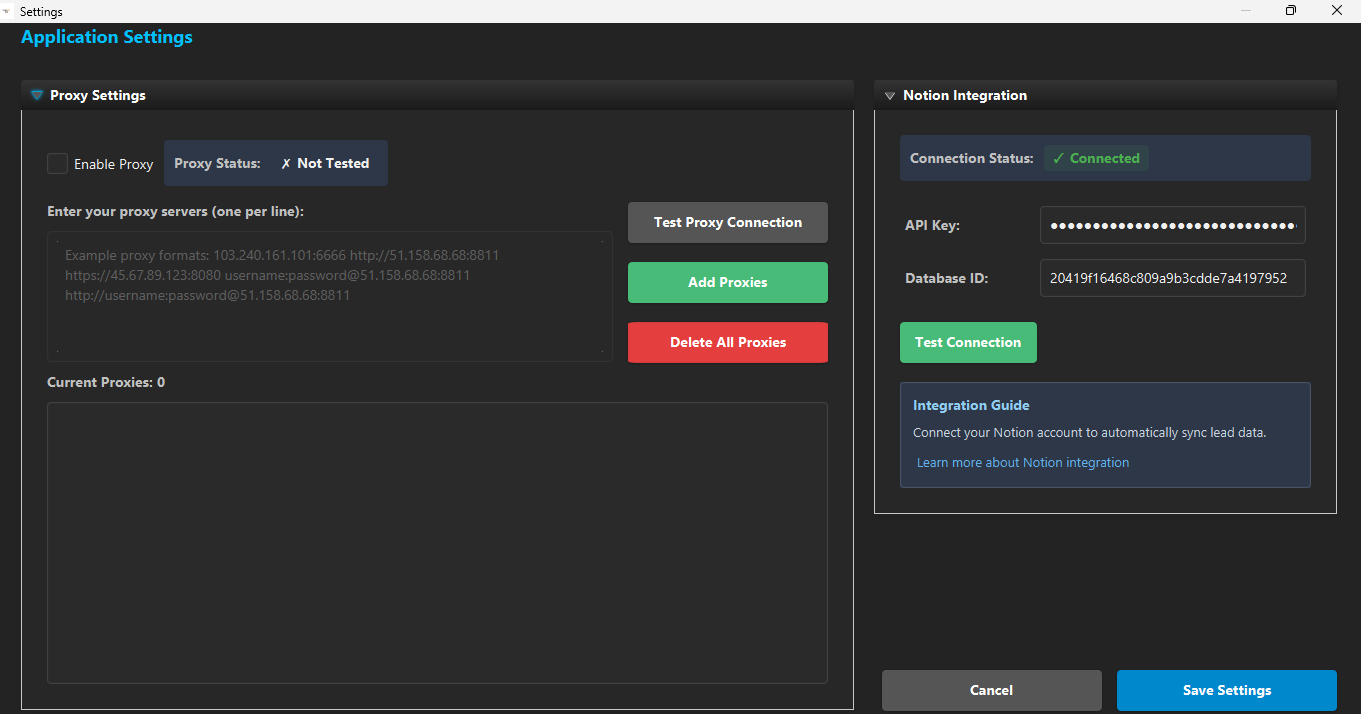 Settings
Application Settings
Proxy Settings
Enable Proxy
Proxy Status: ✗ Not Tested
Enter your proxy servers (one per line):
Example proxy formats: 103.240.161.101:6666 http://51.158.68.68:8811
https://45.67.89.123:8080 username:password@51.158.68.68:8811
http://username:password@51.158.68.68:8811
Test Proxy Connection
Add Proxies
Delete All Proxies
Current Proxies: 0
Notion Integration
Connection Status: ✓ Connected
API Key: ••••••••••••••••••••••••••••••
Database ID: 20419f16468c809a9b3cdde7a4197952
Test Connection
Integration Guide
Connect your Notion account to automatically sync lead data.
Learn more about Notion integration
Cancel
Save Settings